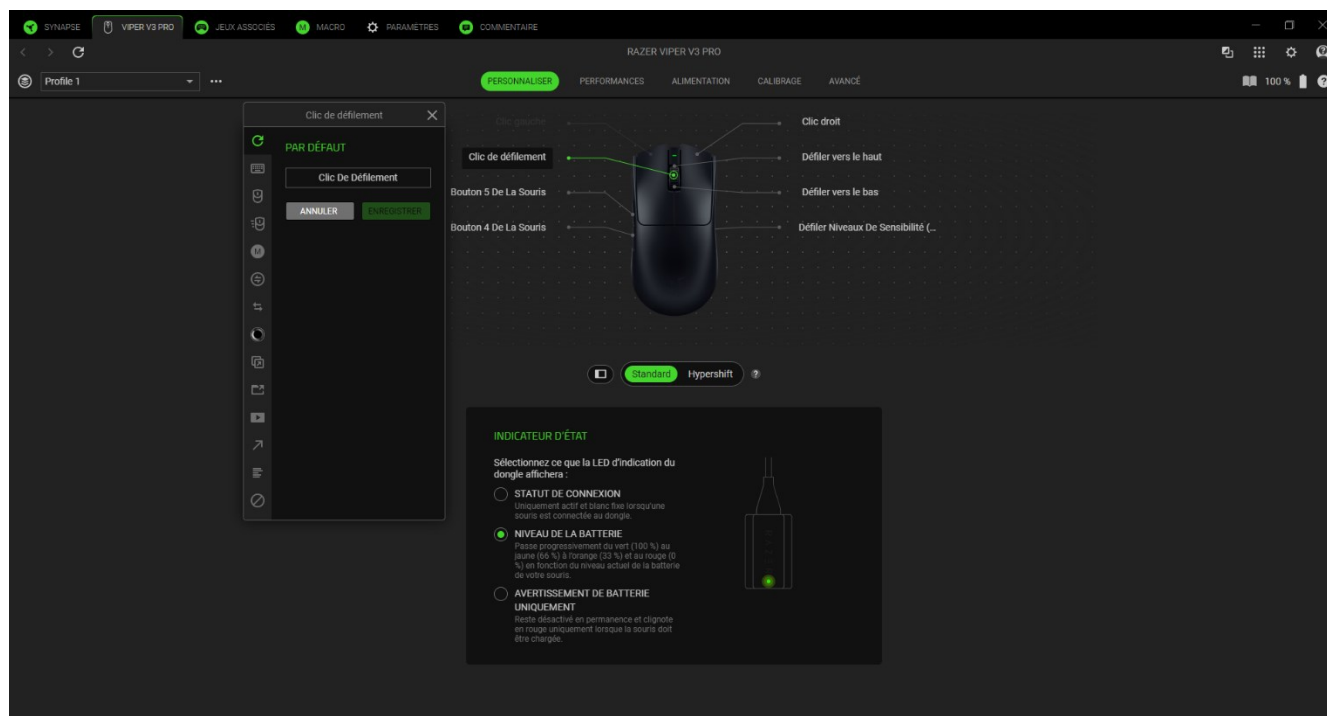 SYNAPSE
VIPER V3 PRO
JEUX ASSOCIÉS
MACRO
PARAMÈTRES
COMMENTAIRE
RAZER VIPER V3 PRO
Profile 1
PERSONNALISER
PERFORMANCES
ALIMENTATION
CALIBRAGE
AVANCÉ
100 %
Clic de défilement
PAR DÉFAUT
Clic De Défilement
ANNULER
ENREGISTRER
Clic gauche
Clic droit
Clic de défilement
Défiler vers le haut
Bouton 5 De La Souris
Défiler vers le bas
Bouton 4 De La Souris
Défiler Niveaux De Sensibilité (...
Standard
Hypershift
INDICATEUR D'ÉTAT
Sélectionnez ce que la LED d'indication du
dongle affichera :
STATUT DE CONNEXION
Uniquement actif et blanc fixe lorsqu'une
souris est connectée au dongle.
NIVEAU DE LA BATTERIE
Passe progressivement du vert (100 %) au
jaune (66 %) à l'orange (33 %) et au rouge (0
%) en fonction du niveau actuel de la batterie
de votre souris.
AVERTISSEMENT DE BATTERIE
UNIQUEMENT
Reste désactivé en permanence et clignote
en rouge uniquement lorsque la souris doit
être chargée.